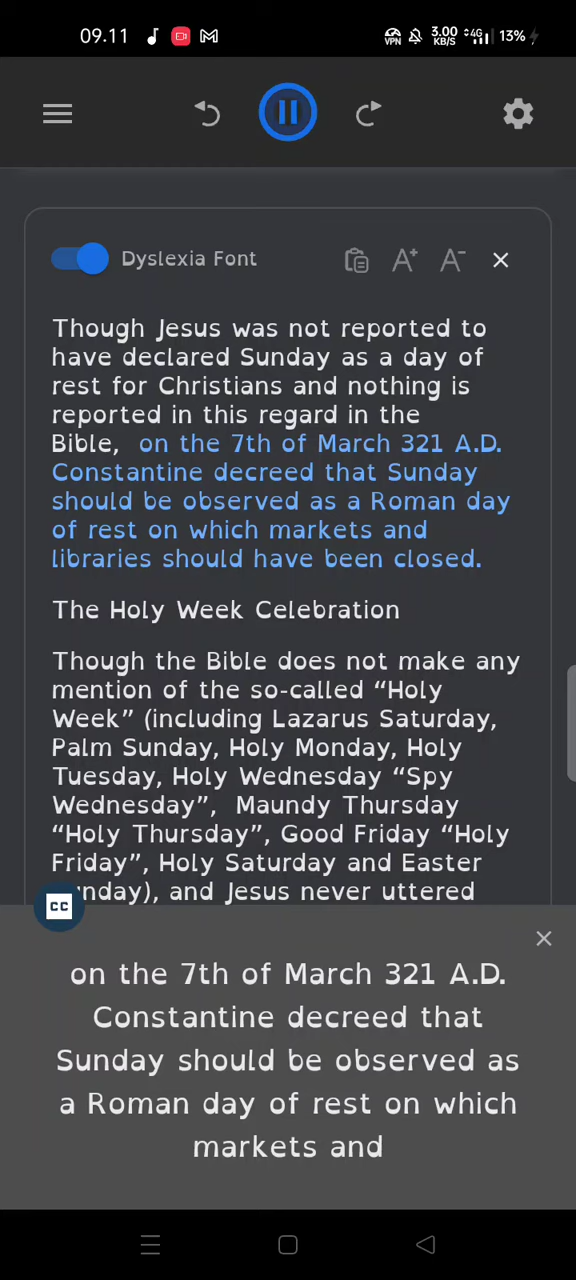 09.11
VPN
3.00
KB/S
4G
13%
Dyslexia Font
A+
A-
Though Jesus was not reported to
have declared Sunday as a day of
rest for Christians and nothing is
reported in this regard in the
Bible,  on the 7th of March 321 A.D.
Constantine decreed that Sunday
should be observed as a Roman day
of rest on which markets and
libraries should have been closed.
The Holy Week Celebration
Though the Bible does not make any
mention of the so-called “Holy
Week” (including Lazarus Saturday,
Palm Sunday, Holy Monday, Holy
Tuesday, Holy Wednesday “Spy
Wednesday”,  Maundy Thursday
“Holy Thursday”, Good Friday “Holy
Friday”, Holy Saturday and Easter
nday), and Jesus never uttered
CC
on the 7th of March 321 A.D.
Constantine decreed that
Sunday should be observed as
a Roman day of rest on which
markets and